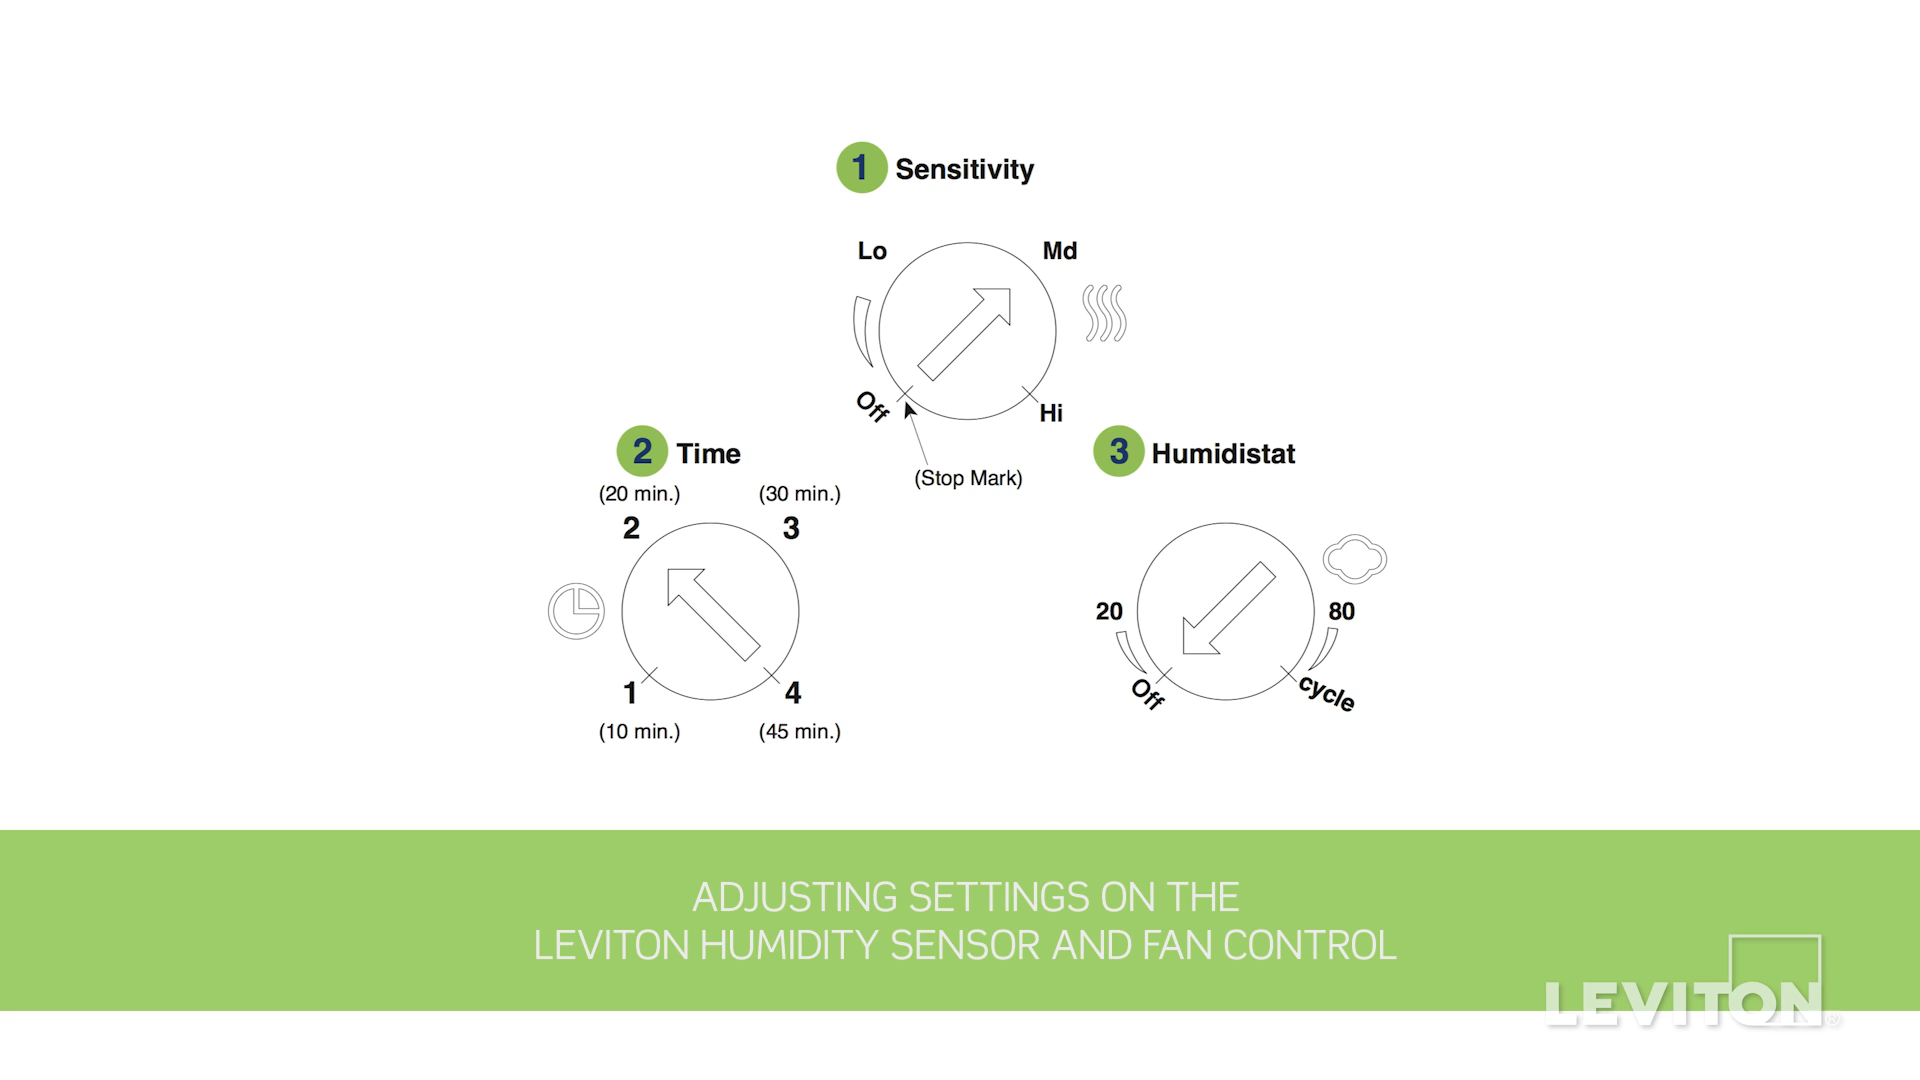 1 Sensitivity
Lo
Md
Off
Hi
(Stop Mark)
2 Time
(20 min.)
(30 min.)
2
3
1
4
(10 min.)
(45 min.)
3 Humidistat
20
80
Off
cycle
ADJUSTING SETTINGS ON THE
LEVITON HUMIDITY SENSOR AND FAN CONTROL
LEVITON®